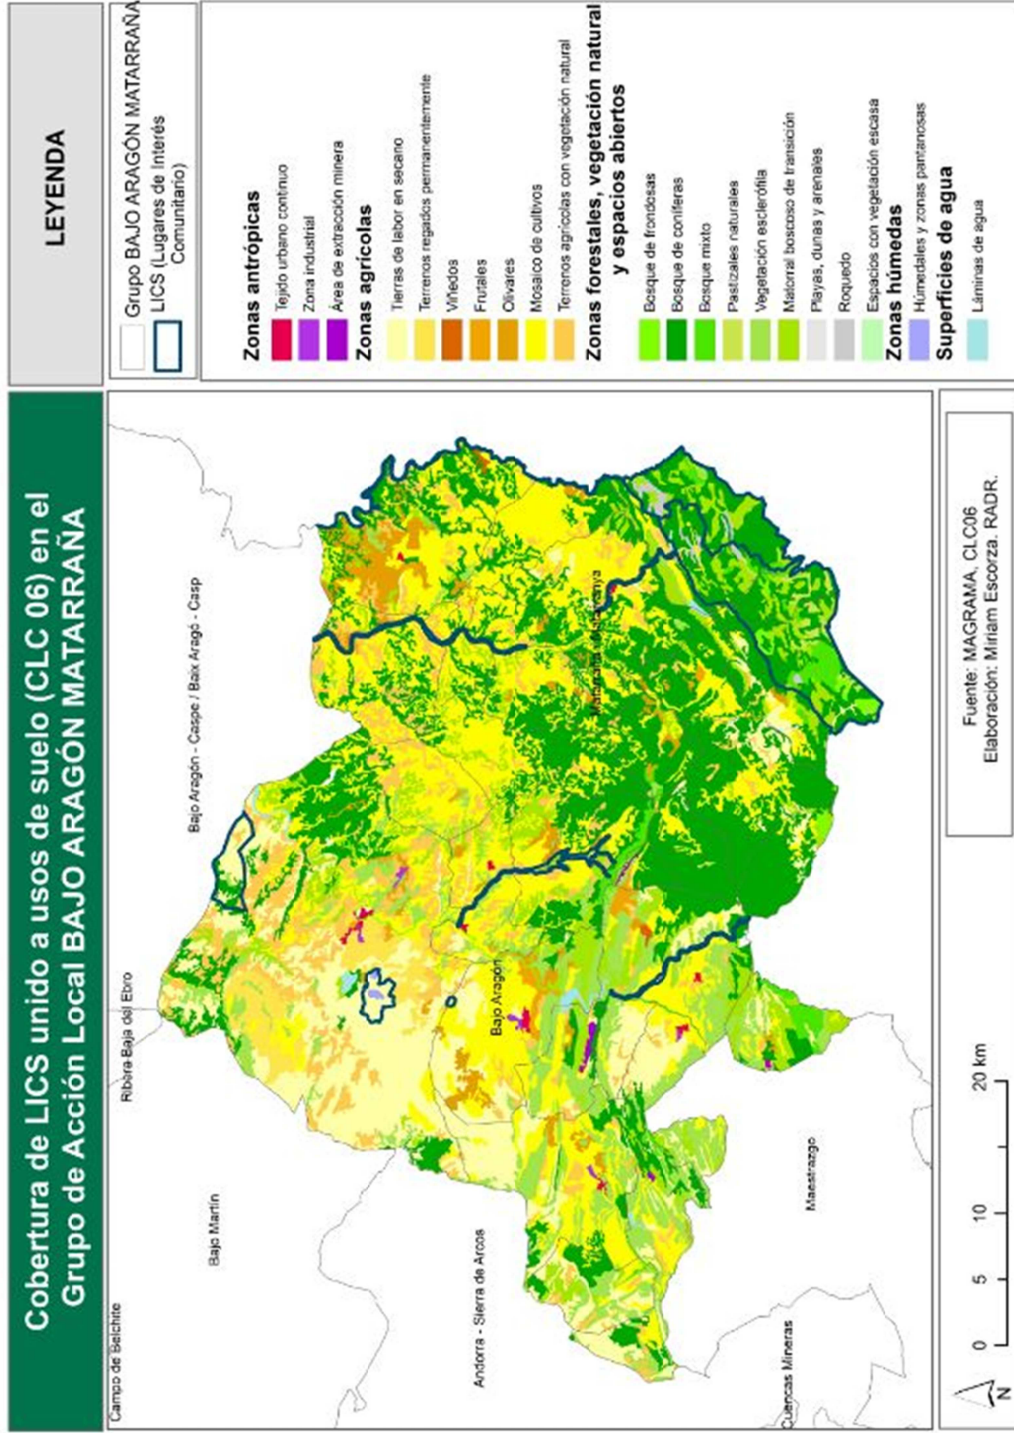 Cobertura de LICS unido a usos de suelo (CLC 06) en el
Grupo de Acción Local BAJO ARAGÓN MATARRAÑA
LEYENDA
Grupo BAJO ARAGÓN MATARRAÑA
LICS (Lugares de Interés
Comunitario)
Zonas antrópicas
Tejido urbano continuo
Zona industrial
Área de extracción minera
Zonas agrícolas
Tierras de labor en secano
Terrenos regados permanentemente
Viñedos
Frutales
Olivares
Mosaico de cultivos
Terrenos agrícolas con vegetación natural
Zonas forestales, vegetación natural
y espacios abiertos
Bosque de frondosas
Bosque de coníferas
Bosque mixto
Pastizales naturales
Vegetación esclerófila
Matorral boscoso de transición
Playas, dunas y arenales
Roquedo
Espacios con vegetación escasa
Zonas húmedas
Húmedales y zonas pantanosas
Superficies de agua
Láminas de agua
Campo de Belchite
Ribera Baja del Ebro
Bajo Aragón - Caspe / Baix Aragó - Casp
Bajo Martín
Andorra - Sierra de Arcos
Bajo Aragón
Cuencas Mineras
Maestrazgo
N
0 5 10 20 km
Fuente: MAGRAMA, CLC06
Elaboración: Miriam Escorza. RADR.